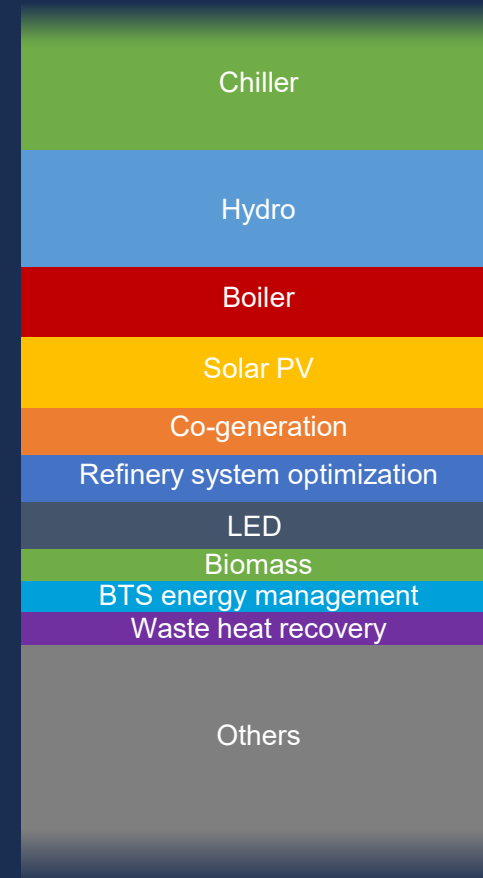 Chiller
Hydro
Boiler
Solar PV
Co-generation
Refinery system optimization
LED
Biomass
BTS energy management
Waste heat recovery
Others